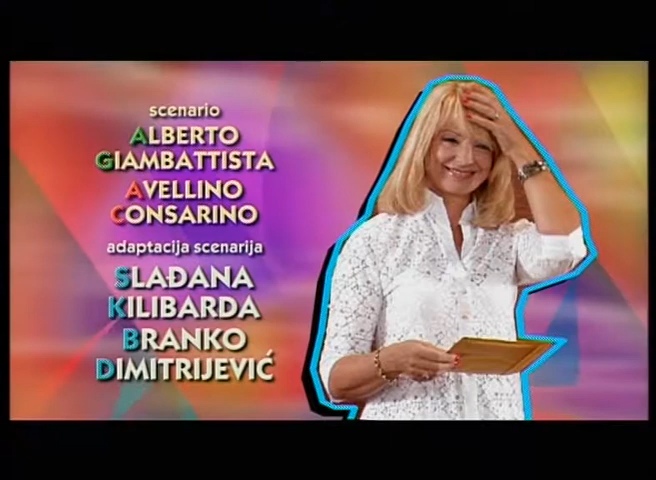 scenario
ALBERTO
GIAMBATTISTA
AVELLINO
CONSARINO
adaptacija scenarija
SLAĐANA
KILIBARDA
BRANKO
DIMITRIJEVIĆ